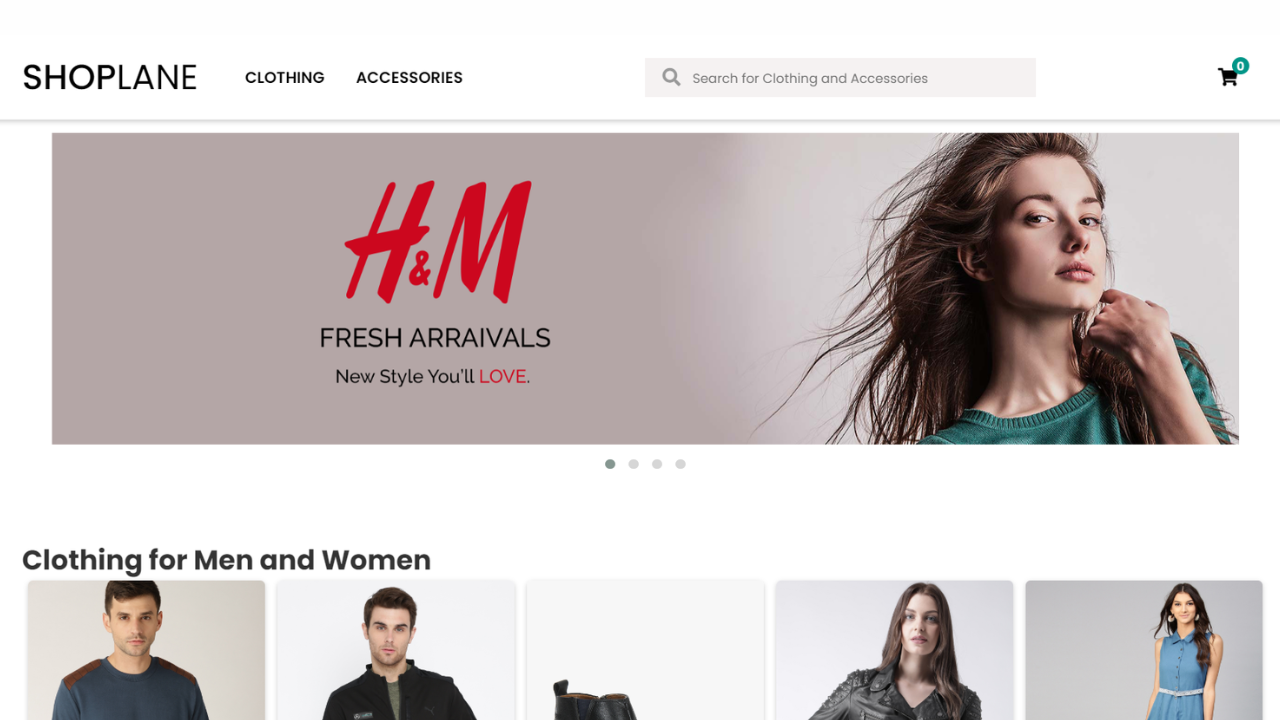 SHOPLANE
CLOTHING
ACCESSORIES
Search for Clothing and Accessories
0
H&M
FRESH ARRAIVALS
New Style You'll LOVE.
Clothing for Men and Women